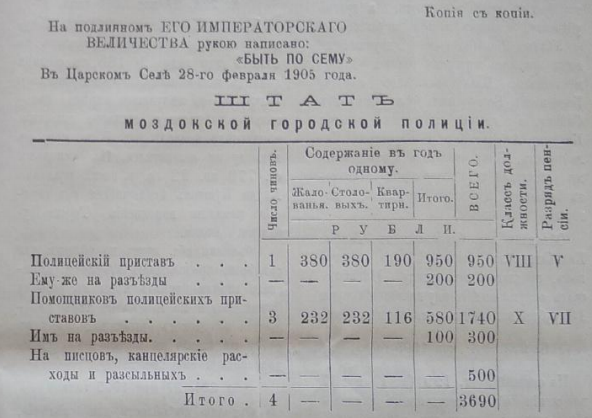 Копія съ копіи.
На подлинномъ ЕГО ИМПЕРАТОРСКАГО
ВЕЛИЧЕСТВА рукою написано:
«БЫТЬ ПО СЕМУ»
Въ Царскомъ Селѣ 28-го февраля 1905 года.
ШТАТЪ
МОЗДОКСКОЙ ГОРОДСКОЙ ПОЛИЦІИ.
Число чиновъ. Содержаніе въ годъ одному. ВСЕГО. Классъ должности. Разрядъ пенсіи.
Жалованья. Столовыхъ. Квартирн. Итого.
РУБЛИ.
Полицейскій приставъ . . . 1 380 380 190 950 950 VIII V
Ему-же на разъѣзды . . . — — — — 200 200
Помощниковъ полицейскихъ при-
ставовъ . . . . . . 3 232 232 116 580 1740 X VII
Имъ на разъѣзды. . . . — — — — 100 300
На писцовъ, канцелярскіе рас-
ходы и разсыльныхъ . . . — — — — — 500
Итого . 4 — — — — 3690